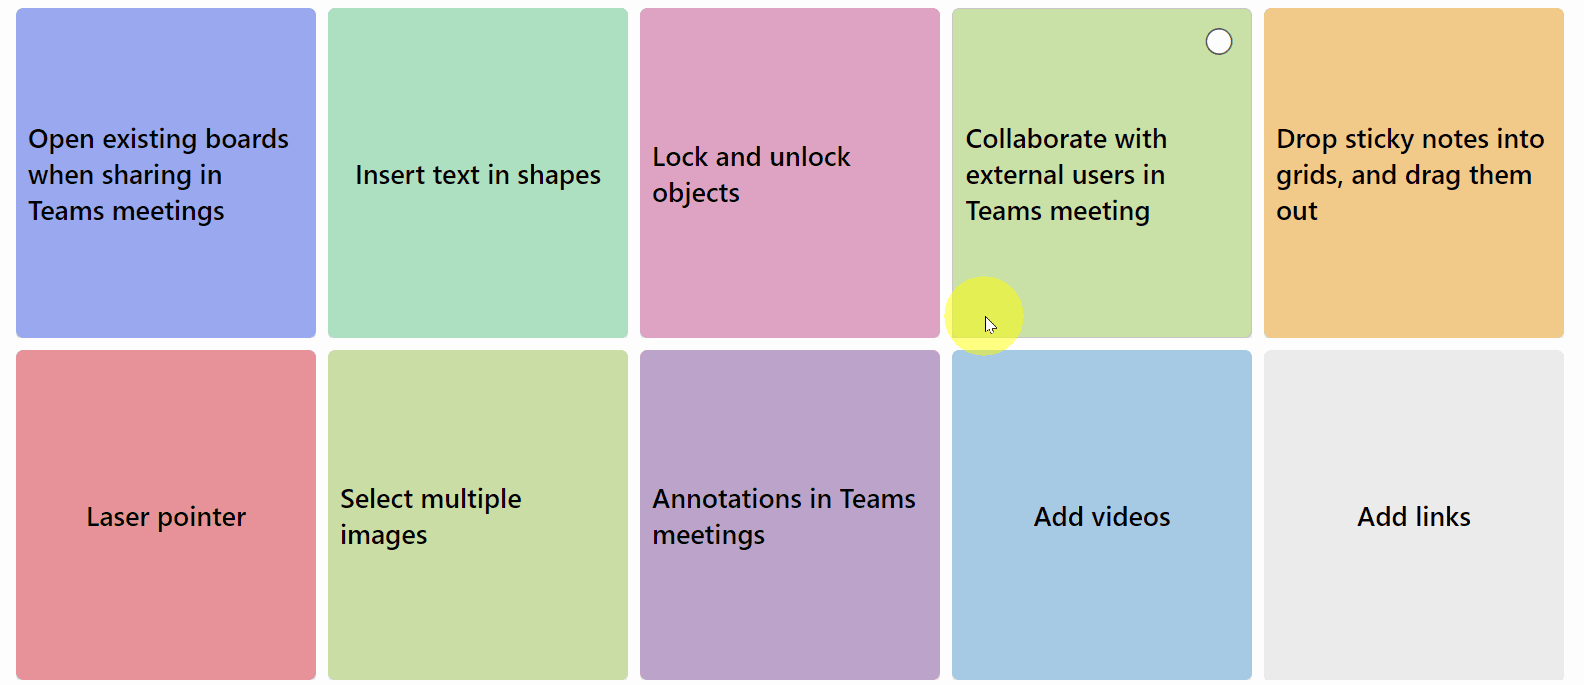 Open existing boards
when sharing in
Teams meetings
Insert text in shapes
Lock and unlock
objects
Collaborate with
external users in
Teams meeting
Drop sticky notes into
grids, and drag them
out
Laser pointer
Select multiple
images
Annotations in Teams
meetings
Add videos
Add links